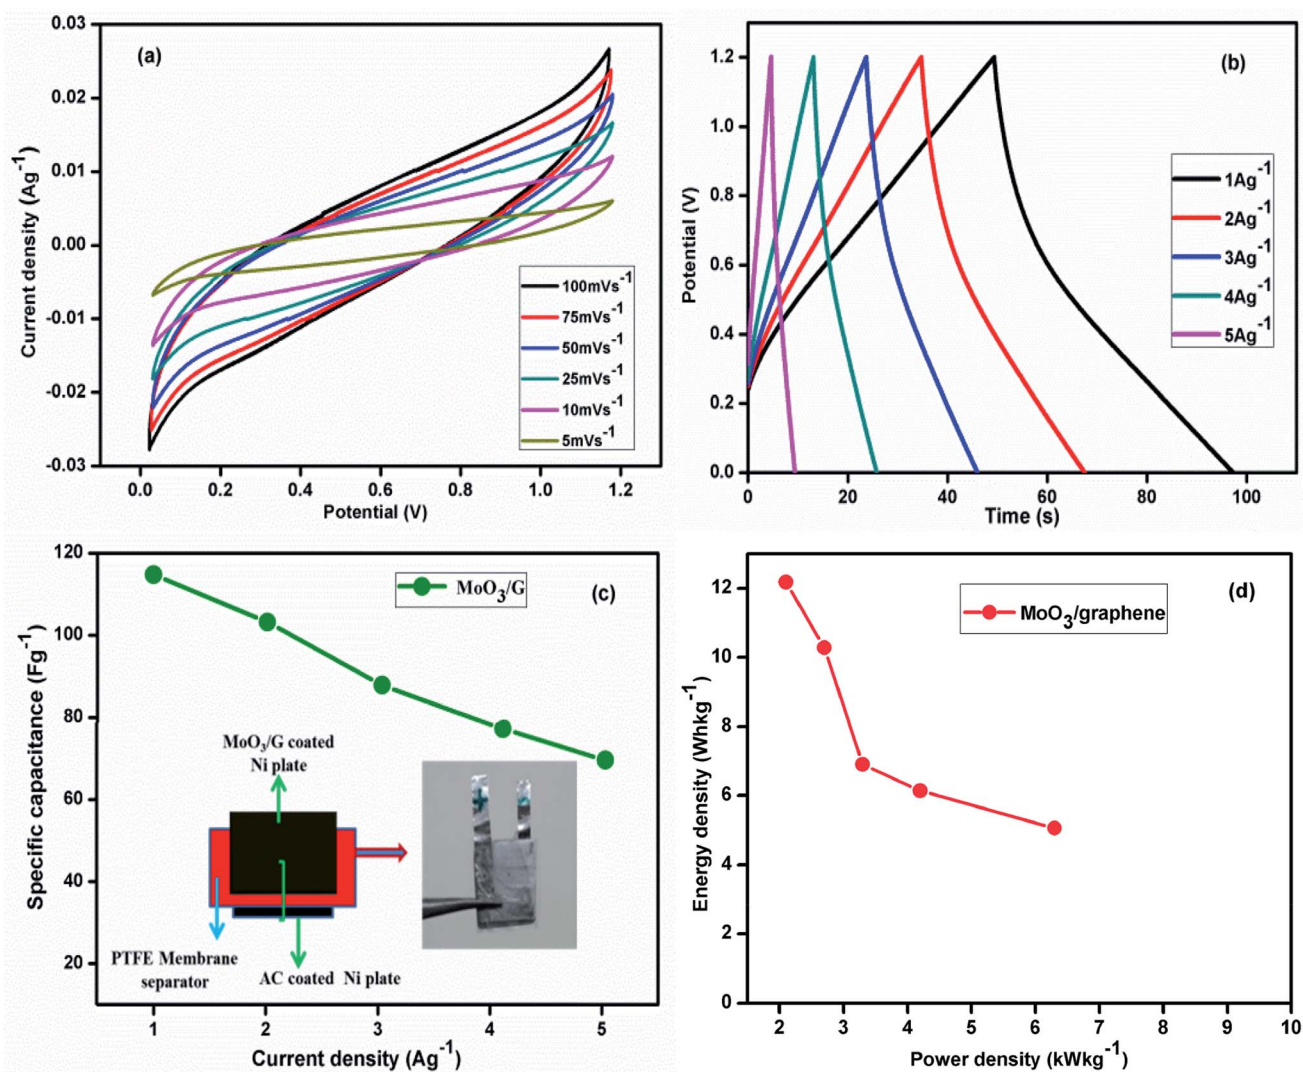 (a)
0.03
0.02
0.01
0.00
-0.01
-0.02
-0.03
Current density (Ag⁻¹)
100mVs⁻¹
75mVs⁻¹
50mVs⁻¹
25mVs⁻¹
10mVs⁻¹
5mVs⁻¹
0.0 0.2 0.4 0.6 0.8 1.0 1.2
Potential (V)
(b)
1.2
1.0
0.8
0.6
0.4
0.2
0.0
Potential (V)
1Ag⁻¹
2Ag⁻¹
3Ag⁻¹
4Ag⁻¹
5Ag⁻¹
0 20 40 60 80 100
Time (s)
120
100
80
60
40
20
Specific capacitance (Fg⁻¹)
MoO₃/G
(c)
MoO₃/G coated
Ni plate
PTFE Membrane
separator
AC coated Ni plate
1 2 3 4 5
Current density (Ag⁻¹)
(d)
12
10
8
6
4
2
0
Energy density (Whkg⁻¹)
MoO₃/graphene
2 3 4 5 6 7 8 9 10
Power density (kWkg⁻¹)